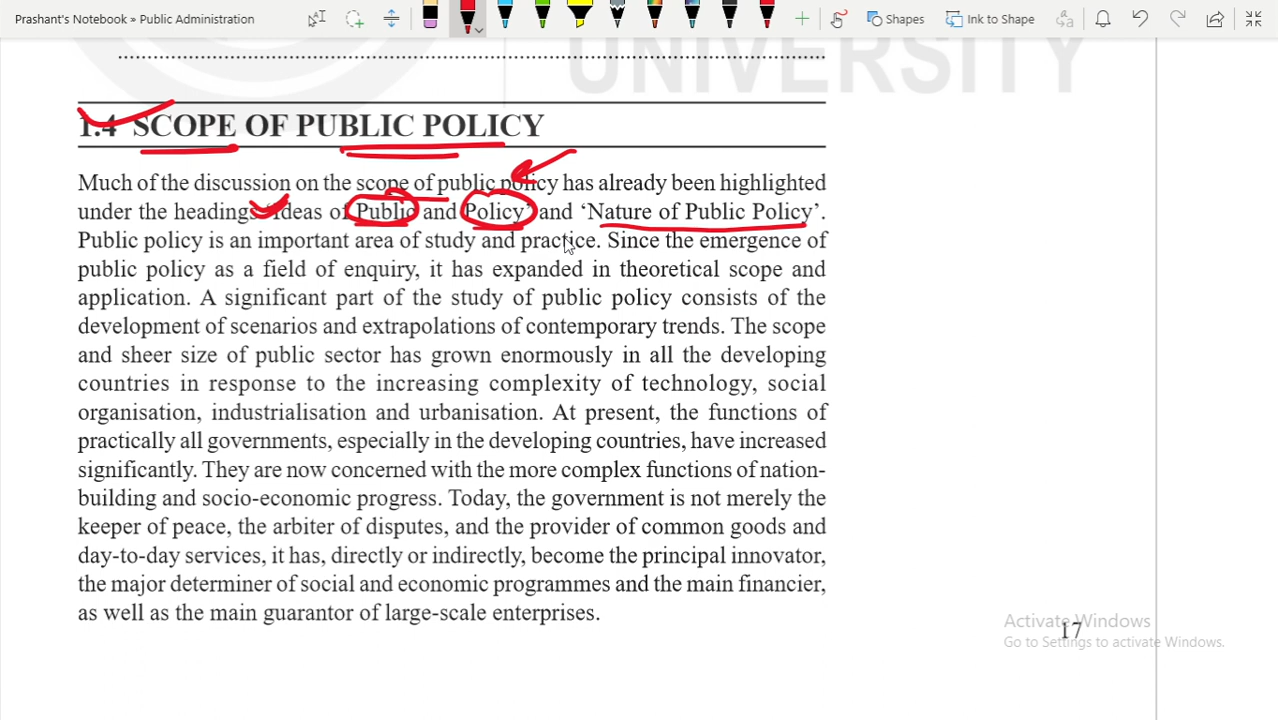 Prashant's Notebook » Public Administration
Shapes
Ink to Shape
UNIVERSITY
1.4 SCOPE OF PUBLIC POLICY
Much of the discussion on the scope of public policy has already been highlighted
under the headings 'Ideas of Public and Policy' and ‘Nature of Public Policy’.
Public policy is an important area of study and practice. Since the emergence of
public policy as a field of enquiry, it has expanded in theoretical scope and
application. A significant part of the study of public policy consists of the
development of scenarios and extrapolations of contemporary trends. The scope
and sheer size of public sector has grown enormously in all the developing
countries in response to the increasing complexity of technology, social
organisation, industrialisation and urbanisation. At present, the functions of
practically all governments, especially in the developing countries, have increased
significantly. They are now concerned with the more complex functions of nation-
building and socio-economic progress. Today, the government is not merely the
keeper of peace, the arbiter of disputes, and the provider of common goods and
day-to-day services, it has, directly or indirectly, become the principal innovator,
the major determiner of social and economic programmes and the main financier,
as well as the main guarantor of large-scale enterprises.
Activate Windows
17
Go to Settings to activate Windows.